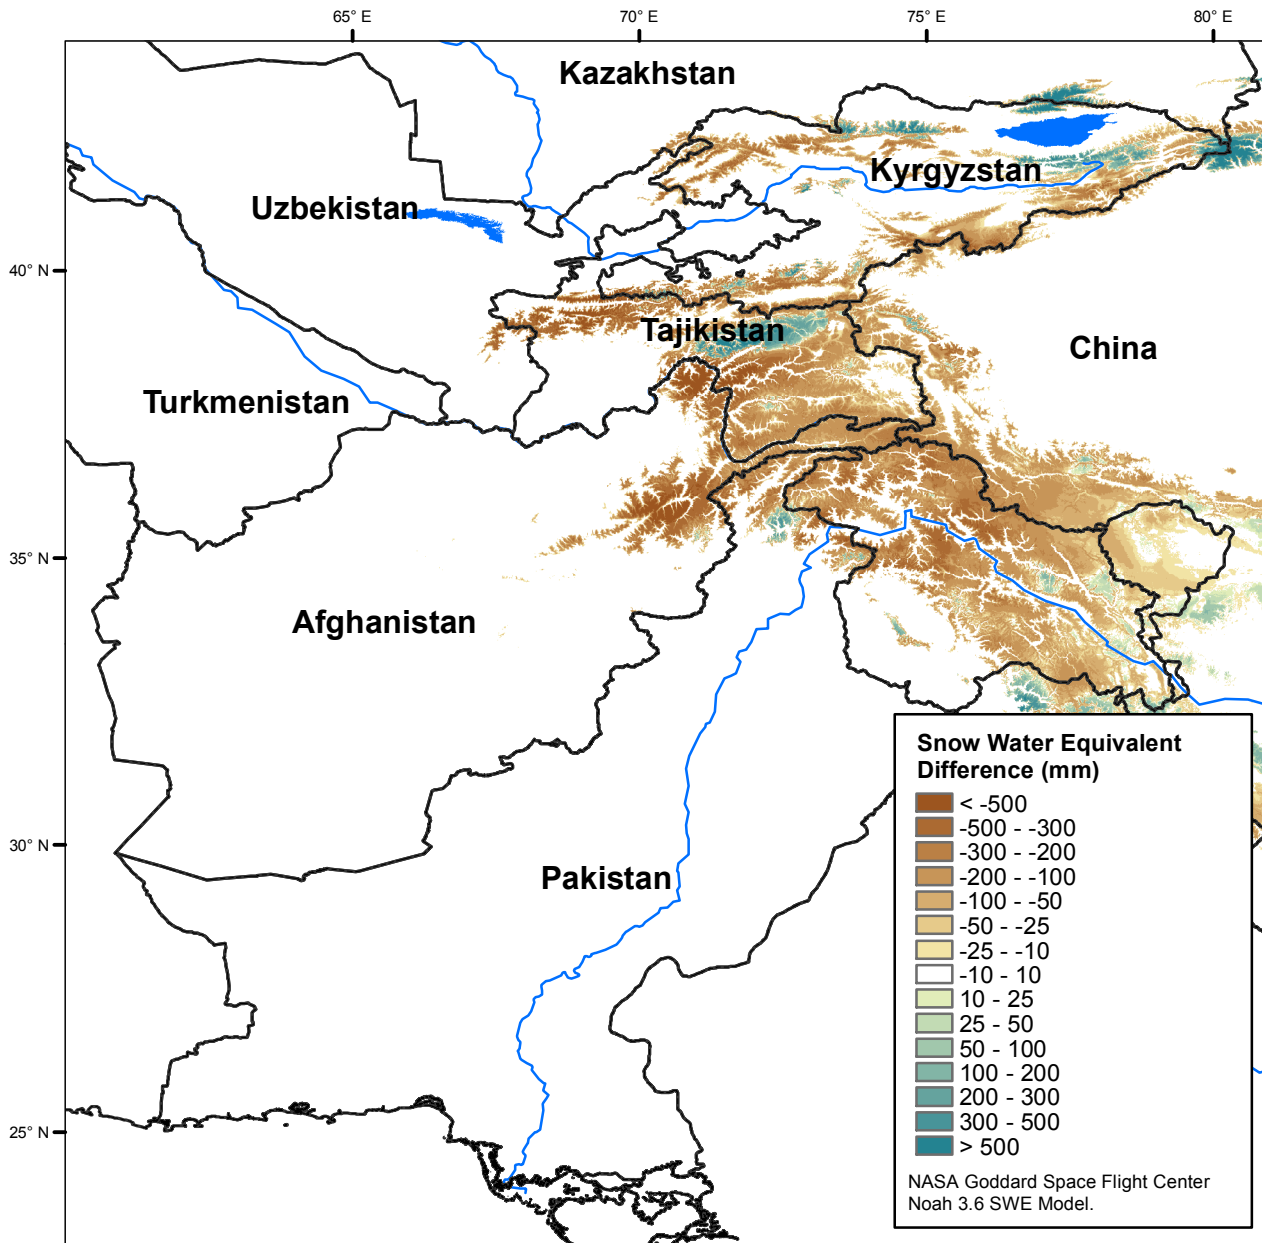 65° E
70° E
75° E
80° E
Kazakhstan
Kyrgyzstan
Uzbekistan
40° N
Tajikistan
China
Turkmenistan
35° N
Afghanistan
Snow Water Equivalent
Difference (mm)
< -500
-500 - -300
-300 - -200
-200 - -100
-100 - -50
-50 - -25
-25 - -10
-10 - 10
10 - 25
25 - 50
50 - 100
100 - 200
200 - 300
300 - 500
> 500
NASA Goddard Space Flight Center
Noah 3.6 SWE Model.
30° N
Pakistan
25° N